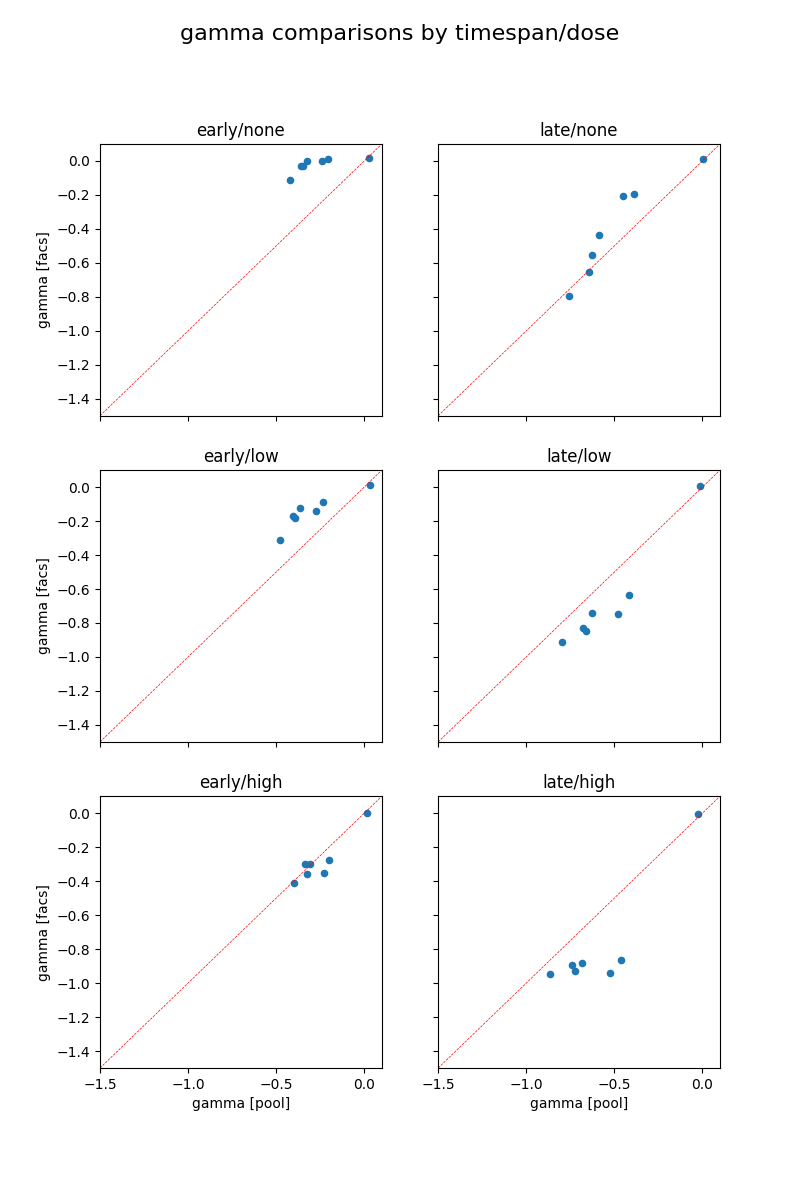 gamma comparisons by timespan/dose
early/none
late/none
0.0
−0.2
−0.4
−0.6
−0.8
−1.0
−1.2
−1.4
gamma [facs]
early/low
late/low
0.0
−0.2
−0.4
−0.6
−0.8
−1.0
−1.2
−1.4
gamma [facs]
early/high
late/high
0.0
−0.2
−0.4
−0.6
−0.8
−1.0
−1.2
−1.4
gamma [facs]
−1.5 −1.0 −0.5 0.0
−1.5 −1.0 −0.5 0.0
gamma [pool]
gamma [pool]